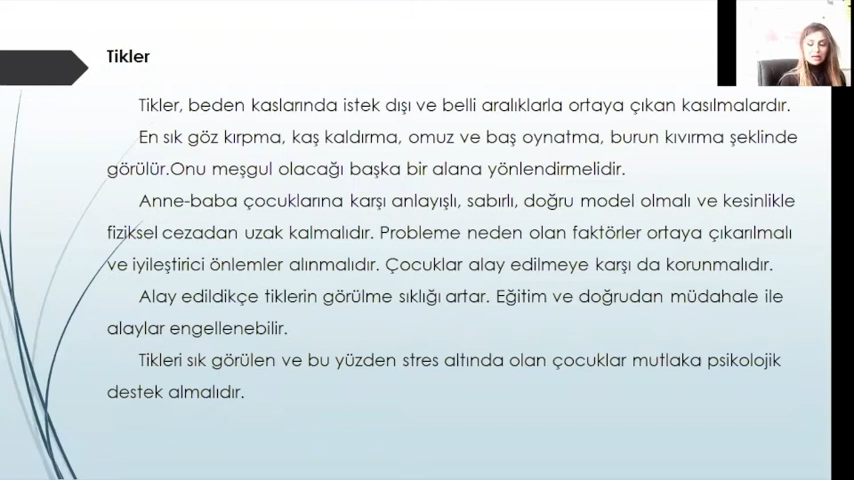 Tikler
Tikler, beden kaslarında istek dışı ve belli aralıklarla ortaya çıkan kasılmalardır.
En sık göz kırpma, kaş kaldırma, omuz ve baş oynatma, burun kıvırma şeklinde
görülür.Onu meşgul olacağı başka bir alana yönlendirmelidir.
Anne-baba çocuklarına karşı anlayışlı, sabırlı, doğru model olmalı ve kesinlikle
fiziksel cezadan uzak kalmalıdır. Probleme neden olan faktörler ortaya çıkarılmalı
ve iyileştirici önlemler alınmalıdır. Çocuklar alay edilmeye karşı da korunmalıdır.
Alay edildikçe tiklerin görülme sıklığı artar. Eğitim ve doğrudan müdahale ile
alaylar engellenebilir.
Tikleri sık görülen ve bu yüzden stres altında olan çocuklar mutlaka psikolojik
destek almalıdır.